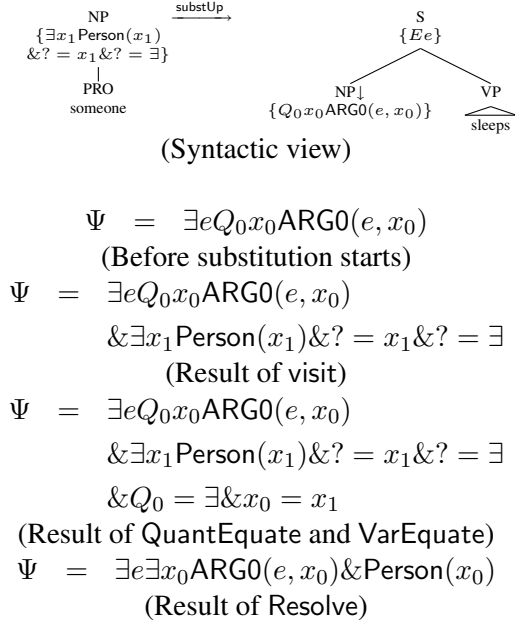 NP substUp S
{∃x₁Person(x₁) {Ee}
&? = x₁&? = ∃}
PRO NP↓ VP
someone {Q₀x₀ARG0(e, x₀)} sleeps
(Syntactic view)
Ψ = ∃eQ₀x₀ARG0(e, x₀)
(Before substitution starts)
Ψ = ∃eQ₀x₀ARG0(e, x₀)
&∃x₁Person(x₁)&? = x₁&? = ∃
(Result of visit)
Ψ = ∃eQ₀x₀ARG0(e, x₀)
&∃x₁Person(x₁)&? = x₁&? = ∃
&Q₀ = ∃&x₀ = x₁
(Result of QuantEquate and VarEquate)
Ψ = ∃e∃x₀ARG0(e, x₀)&Person(x₀)
(Result of Resolve)